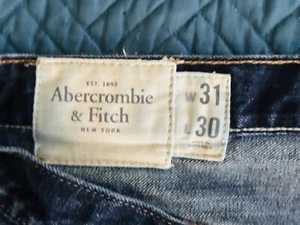 EST. 1892
Abercrombie
& Fitch
NEW YORK
W 31
L 30